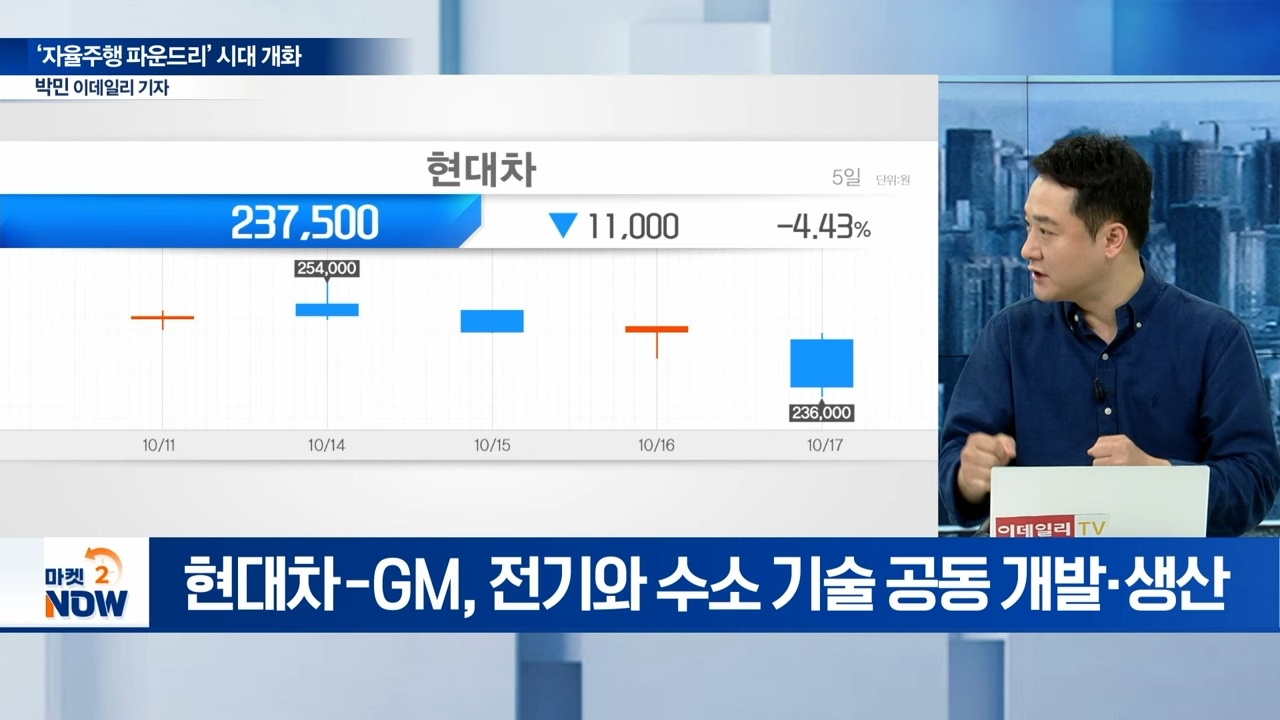 ‘자율주행 파운드리’ 시대 개화
박민 이데일리 기자
현대차
5일 단위:원
237,500 ▼ 11,000 -4.43%
254,000
236,000
10/11 10/14 10/15 10/16 10/17
이데일리 TV
마켓 2
NOW
현대차-GM, 전기와 수소 기술 공동 개발·생산